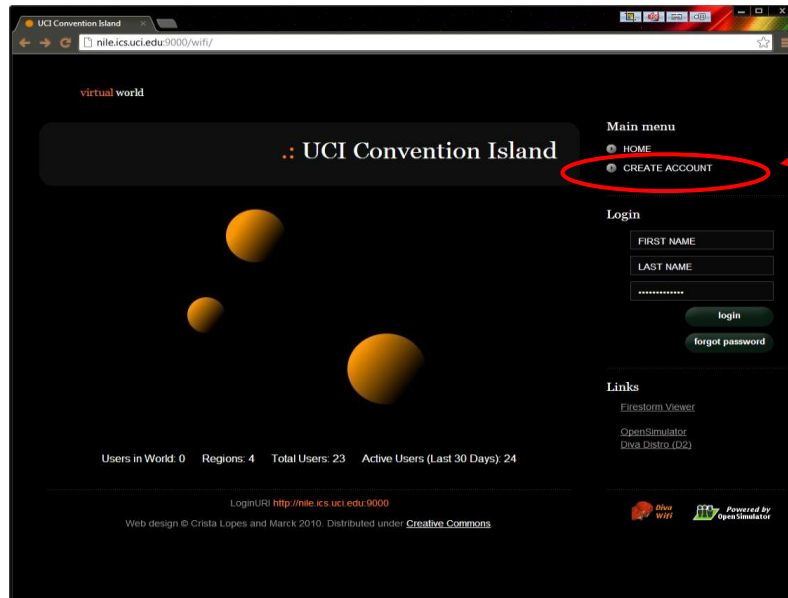 UCI Convention Island
nile.ics.uci.edu:9000/wifi/
virtual world
.: UCI Convention Island
Main menu
HOME
CREATE ACCOUNT
Login
FIRST NAME
LAST NAME
login
forgot password
Links
Firestorm Viewer
OpenSimulator
Diva Distro (D2)
Users in World: 0 Regions: 4 Total Users: 23 Active Users (Last 30 Days): 24
LoginURI http://nile.ics.uci.edu:9000
Web design © Crista Lopes and Marck 2010. Distributed under Creative Commons
Diva
Wifi
Powered by
OpenSimulator